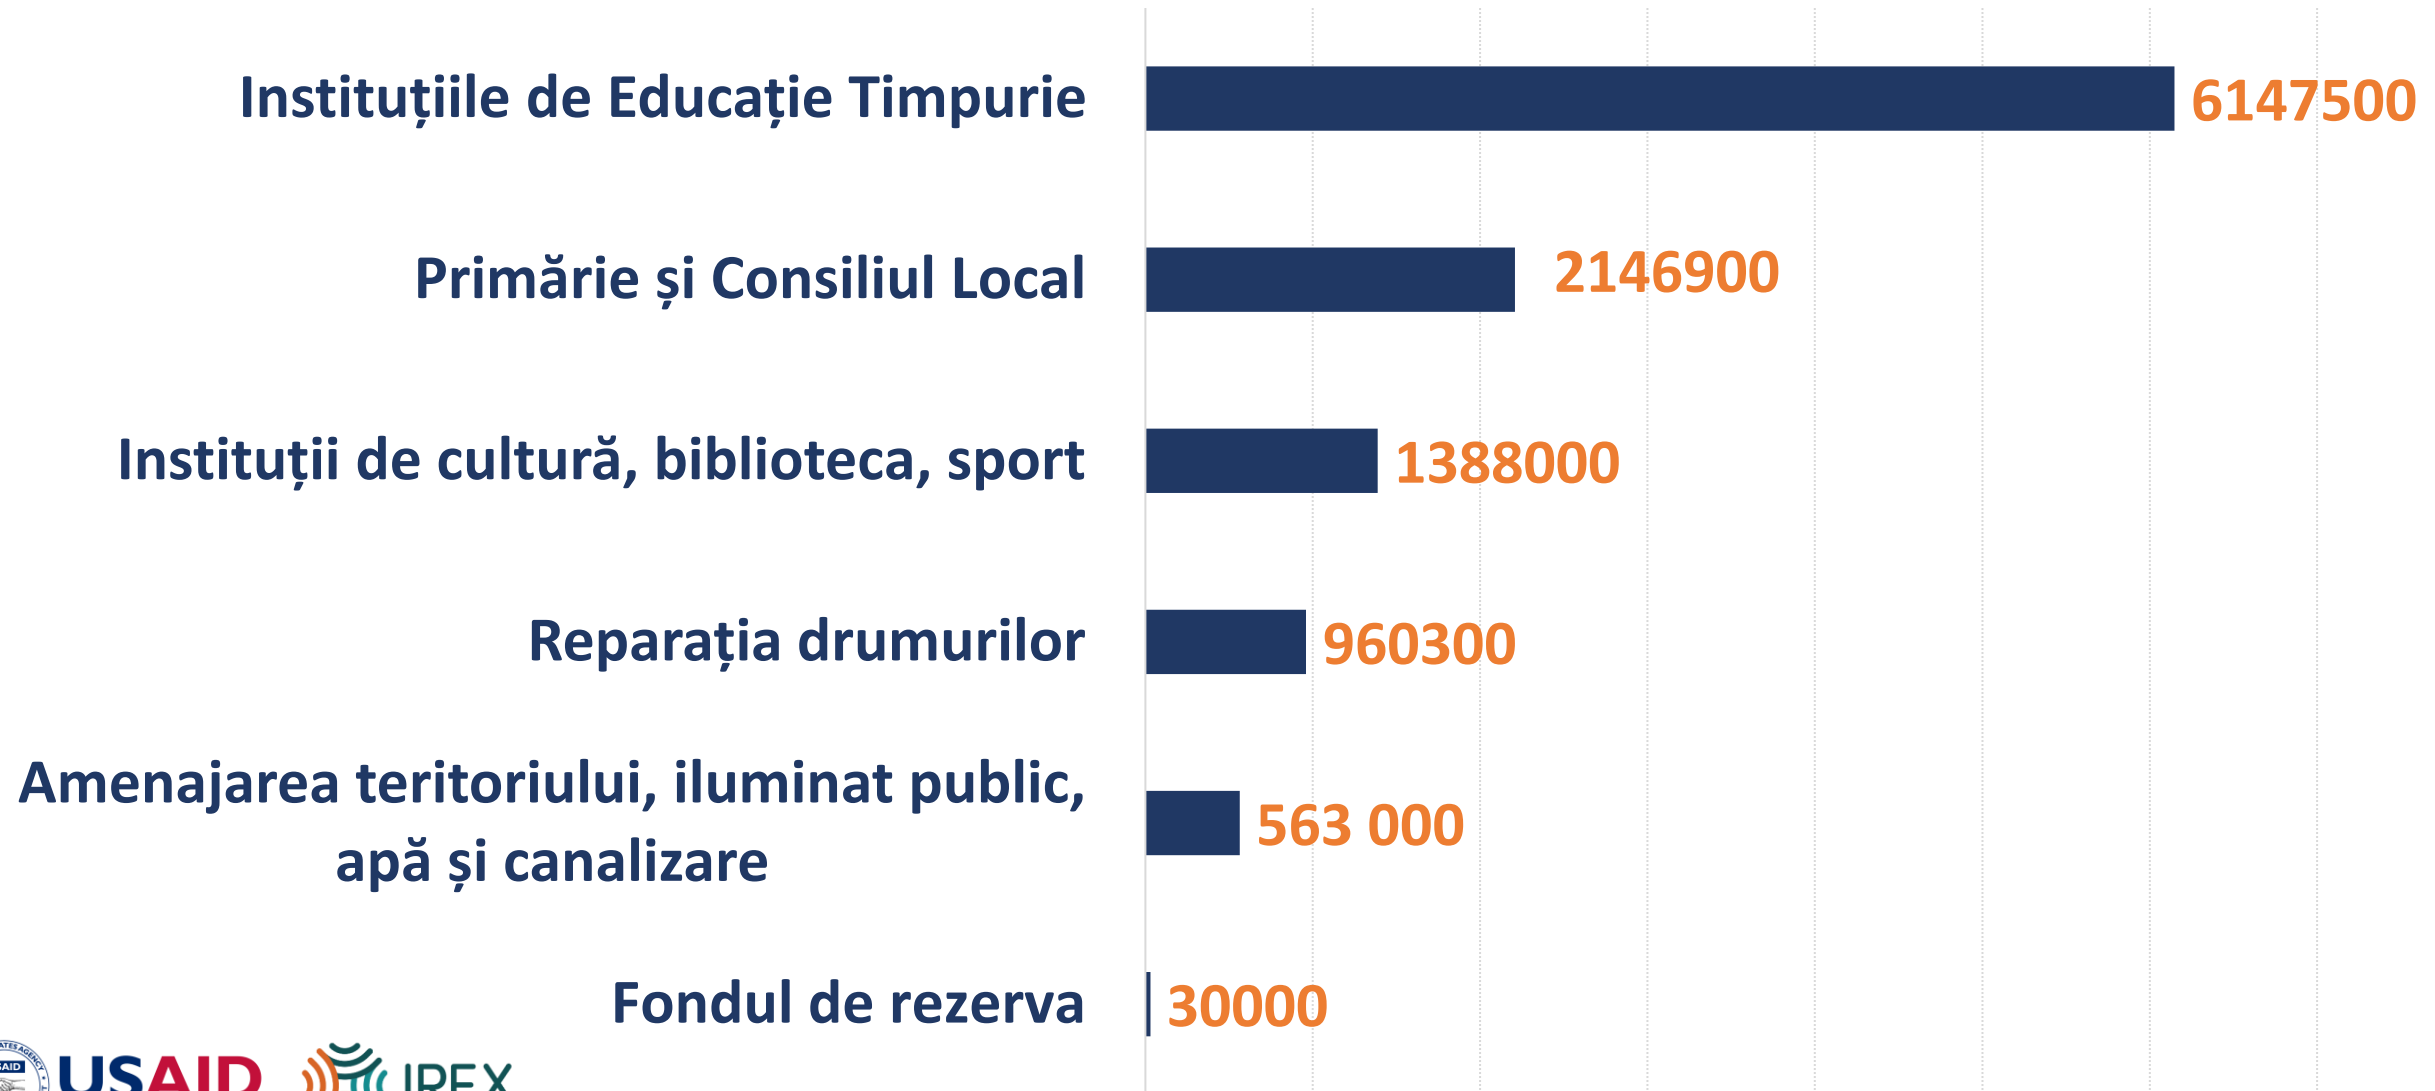 Instituțiile de Educație Timpurie
6147500
Primărie și Consiliul Local
2146900
Instituții de cultură, biblioteca, sport
1388000
Reparația drumurilor
960300
Amenajarea teritoriului, iluminat public,
apă și canalizare
563 000
Fondul de rezerva
30000
USAID
IREX